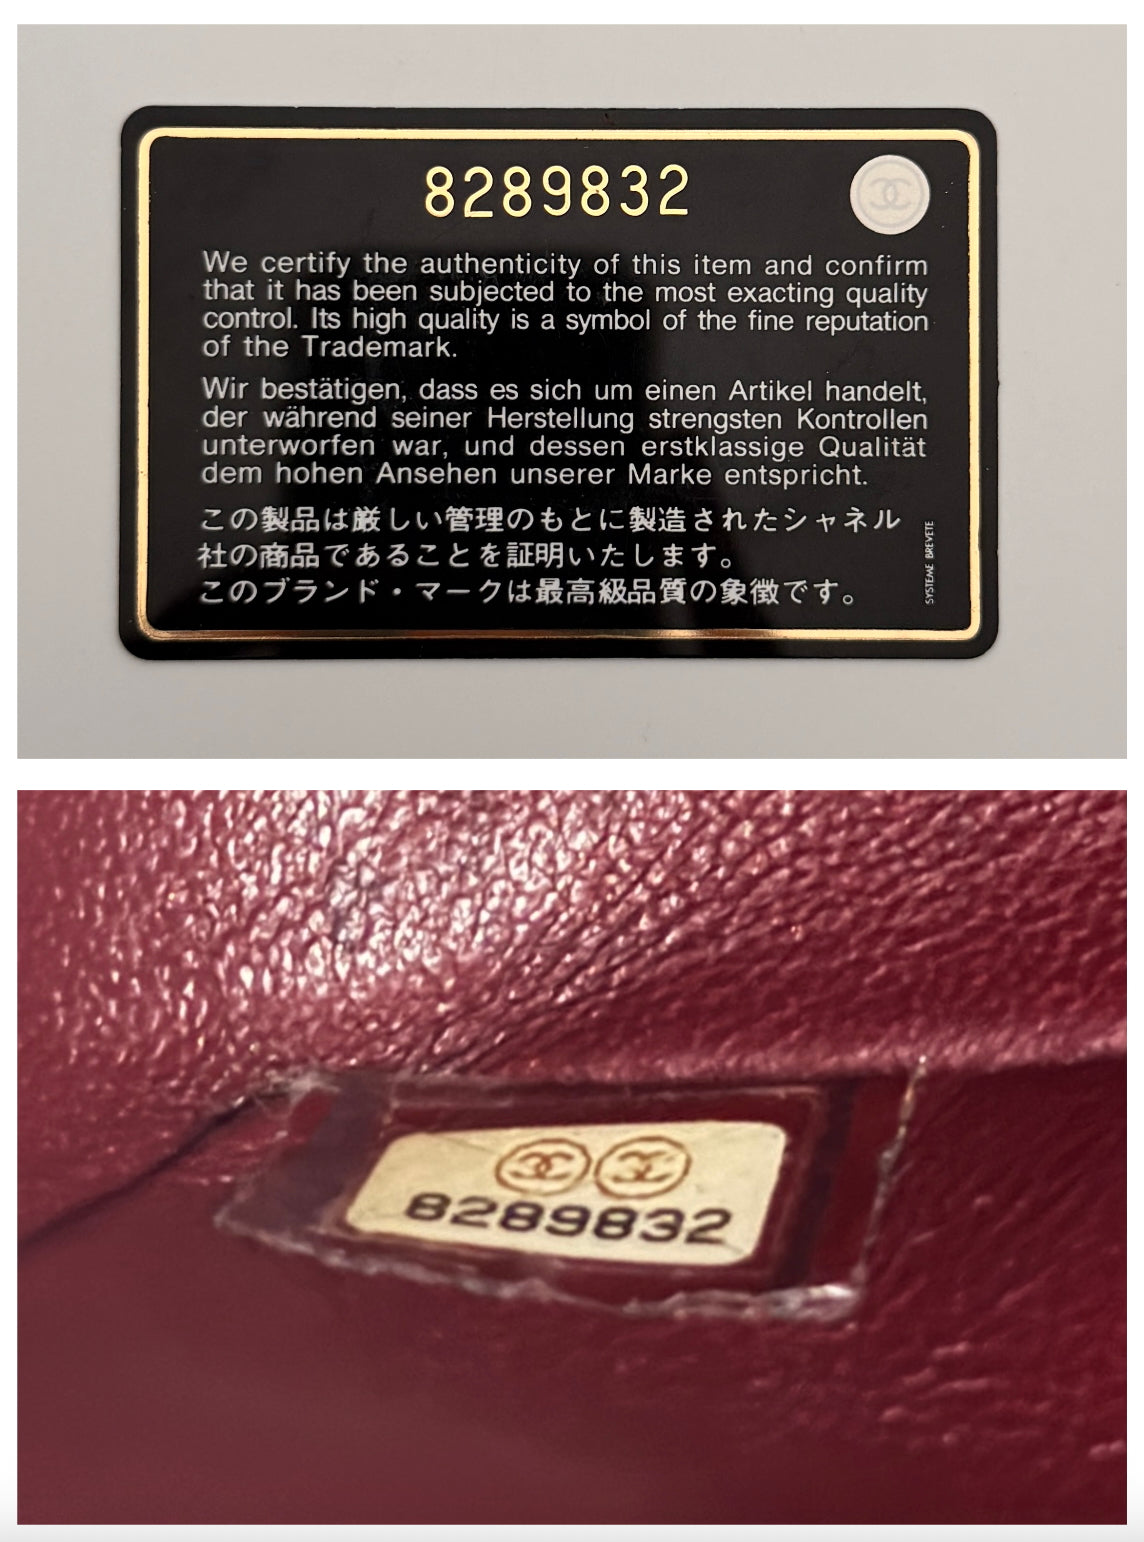 8289832
We certify the authenticity of this item and confirm
that it has been subjected to the most exacting quality
control. Its high quality is a symbol of the fine reputation
of the Trademark.
Wir bestätigen, dass es sich um einen Artikel handelt,
der während seiner Herstellung strengsten Kontrollen
unterworfen war, und dessen erstklassige Qualität
dem hohen Ansehen unserer Marke entspricht.
この製品は厳しい管理のもとに製造されたシャネル
社の商品であることを証明いたします。
このブランド・マークは最高級品質の象徴です。
SYSTEME BREVETE
8289832